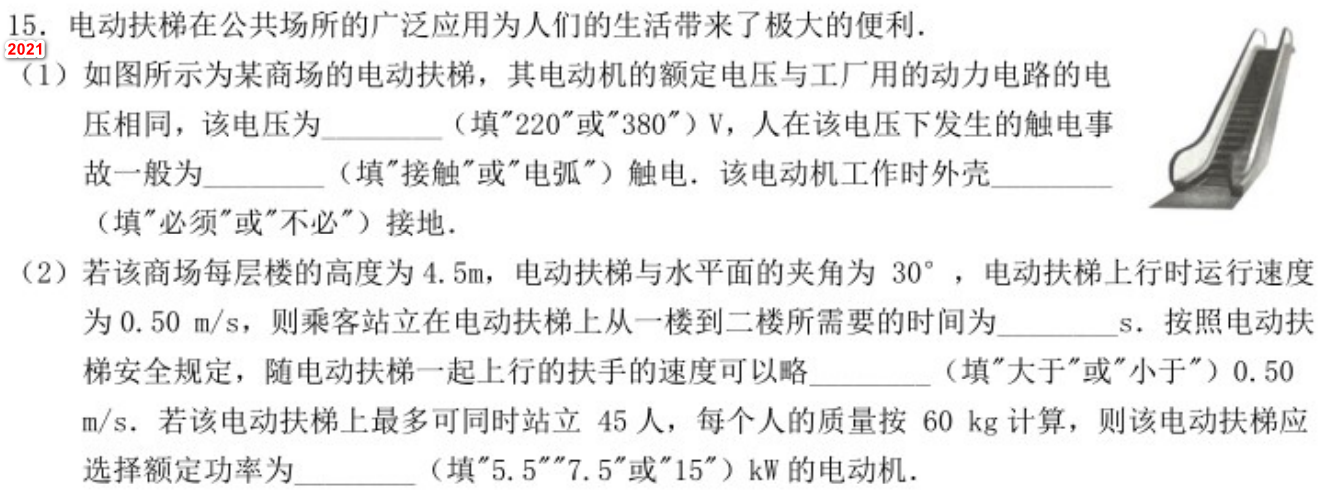 15. 电动扶梯在公共场所的广泛应用为人们的生活带来了极大的便利.
2021
（1）如图所示为某商场的电动扶梯，其电动机的额定电压与工厂用的动力电路的电
压相同，该电压为________（填"220"或"380"）V，人在该电压下发生的触电事
故一般为________（填"接触"或"电弧"）触电．该电动机工作时外壳________
（填"必须"或"不必"）接地．
（2）若该商场每层楼的高度为 4.5m，电动扶梯与水平面的夹角为 30°，电动扶梯上行时运行速度
为 0.50 m/s，则乘客站立在电动扶梯上从一楼到二楼所需要的时间为________s．按照电动扶
梯安全规定，随电动扶梯一起上行的扶手的速度可以略________（填"大于"或"小于"）0.50
m/s．若该电动扶梯上最多可同时站立 45 人，每个人的质量按 60 kg 计算，则该电动扶梯应
选择额定功率为________（填"5.5""7.5"或"15"）kW 的电动机．